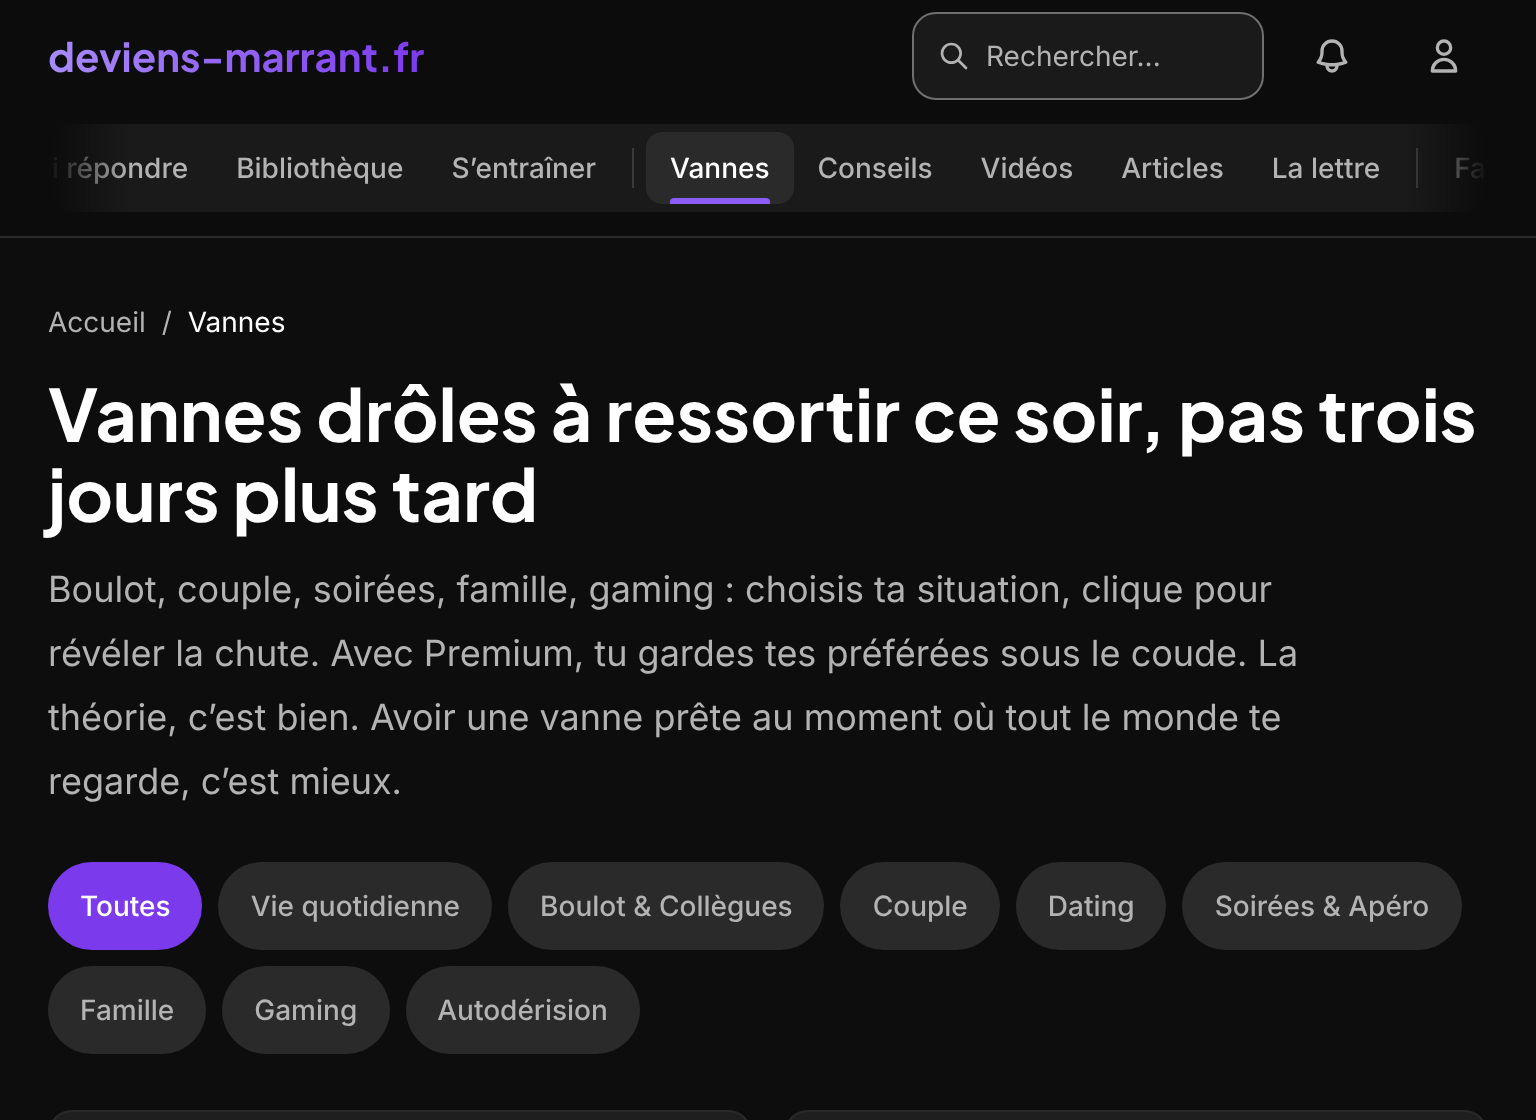 deviens-marrant.fr
Rechercher...
i répondre Bibliothèque S’entraîner Vannes Conseils Vidéos Articles La lettre Fa
Accueil / Vannes
Vannes drôles à ressortir ce soir, pas trois
jours plus tard
Boulot, couple, soirées, famille, gaming : choisis ta situation, clique pour
révéler la chute. Avec Premium, tu gardes tes préférées sous le coude. La
théorie, c’est bien. Avoir une vanne prête au moment où tout le monde te
regarde, c’est mieux.
Toutes Vie quotidienne Boulot & Collègues Couple Dating Soirées & Apéro
Famille Gaming Autodérision